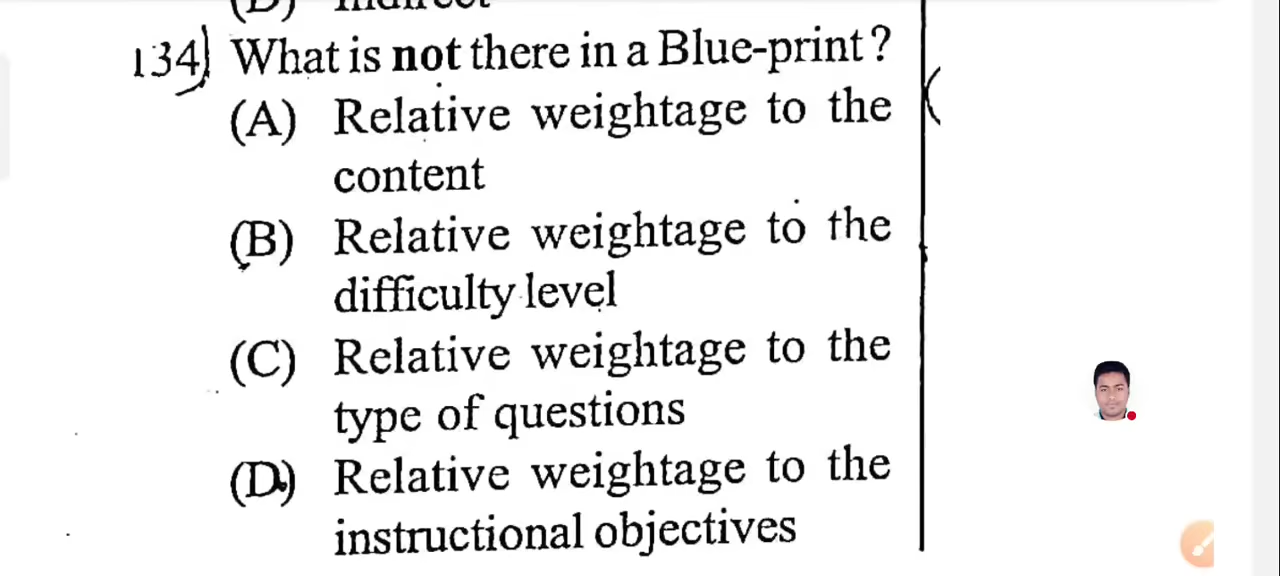 134) What is not there in a Blue-print?
(A) Relative weightage to the
content
(B) Relative weightage to the
difficulty level
(C) Relative weightage to the
type of questions
(D) Relative weightage to the
instructional objectives